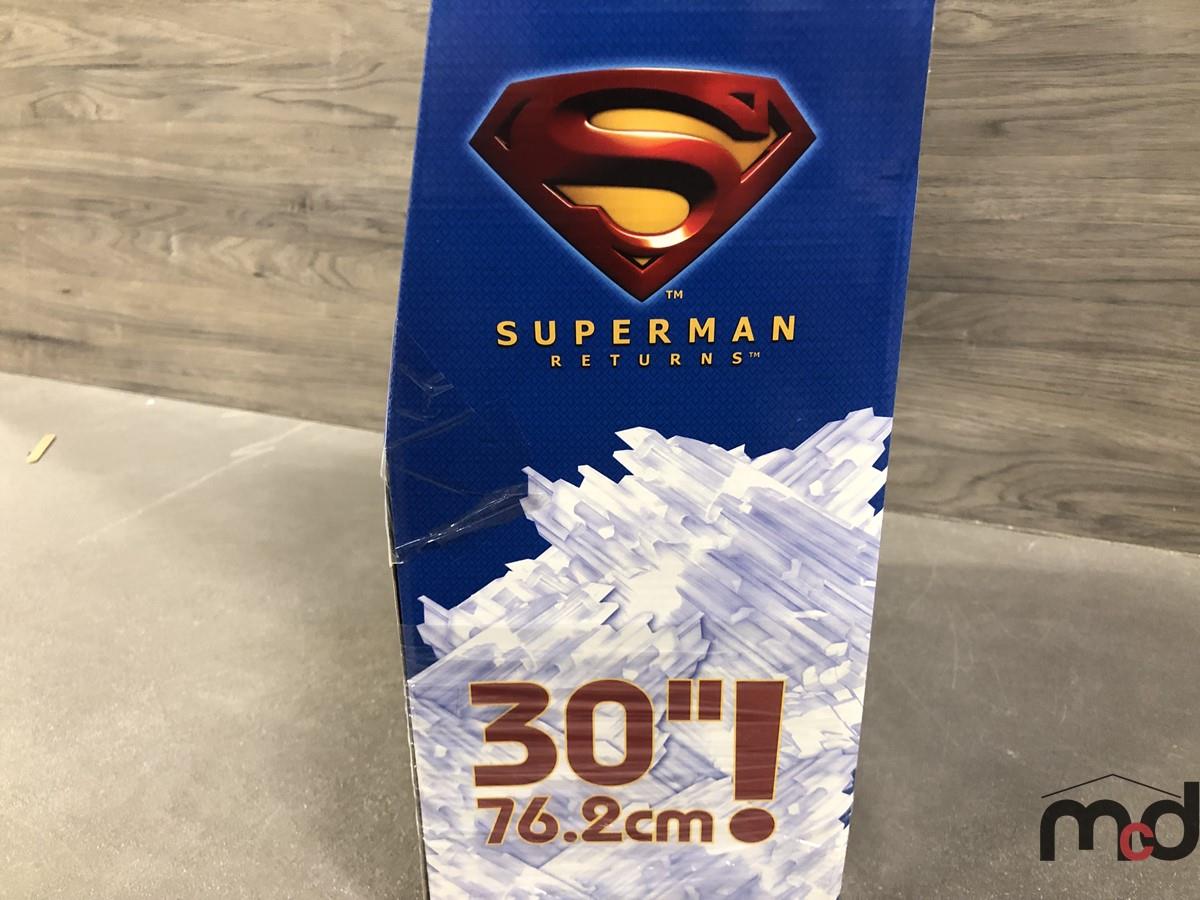 S
TM
SUPERMAN
RETURNS™
30"!
76.2cm
mcd